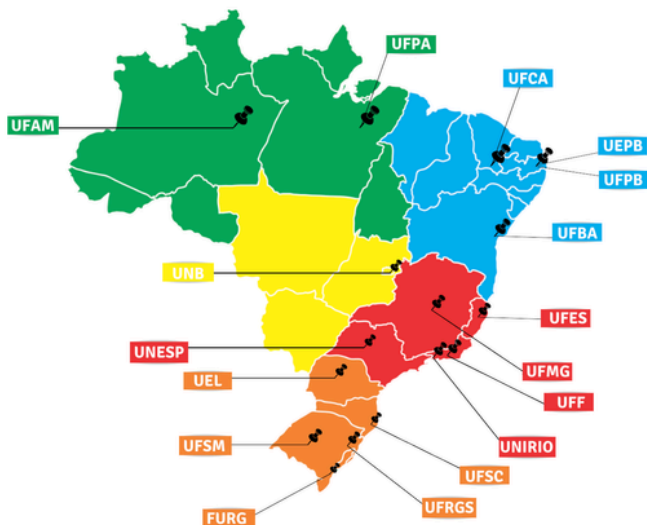 UFPA
UFCA
UFAM
UEPB
UFPB
UFBA
UNB
UFES
UNESP
UFMG
UEL
UFF
UFSM
UNIRIO
UFSC
UFRGS
FURG